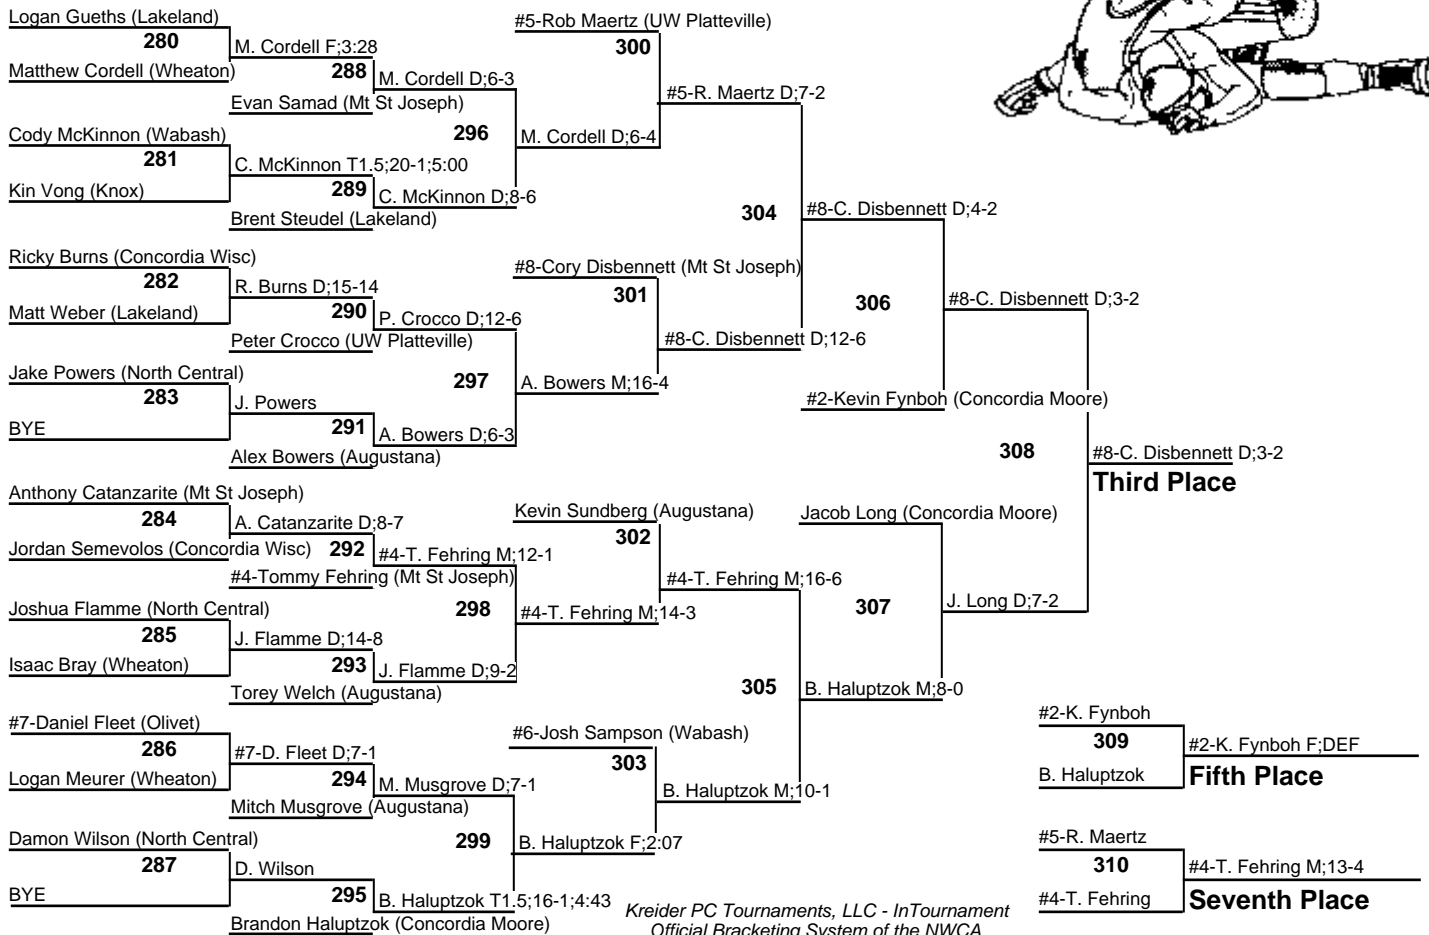 Logan Gueths (Lakeland)
280
M. Cordell F;3:28
Matthew Cordell (Wheaton)
288
M. Cordell D;6-3
Evan Samad (Mt St Joseph)
Cody McKinnon (Wabash)
296
M. Cordell D;6-4
281
C. McKinnon T1.5;20-1;5:00
Kin Vong (Knox)
289
C. McKinnon D;8-6
Brent Steudel (Lakeland)
Ricky Burns (Concordia Wisc)
282
R. Burns D;15-14
Matt Weber (Lakeland)
290
P. Crocco D;12-6
Peter Crocco (UW Platteville)
Jake Powers (North Central)
297
A. Bowers M;16-4
283
J. Powers
BYE
291
A. Bowers D;6-3
Alex Bowers (Augustana)
Anthony Catanzarite (Mt St Joseph)
284
A. Catanzarite D;8-7
Jordan Semevolos (Concordia Wisc)
292
#4-T. Fehring M;12-1
#4-Tommy Fehring (Mt St Joseph)
Joshua Flamme (North Central)
298
#4-T. Fehring M;14-3
285
J. Flamme D;14-8
Isaac Bray (Wheaton)
293
J. Flamme D;9-2
Torey Welch (Augustana)
#7-Daniel Fleet (Olivet)
286
#7-D. Fleet D;7-1
Logan Meurer (Wheaton)
294
M. Musgrove D;7-1
Mitch Musgrove (Augustana)
Damon Wilson (North Central)
299
B. Haluptzok F;2:07
287
D. Wilson
BYE
295
B. Haluptzok T1.5;16-1;4:43
Brandon Haluptzok (Concordia Moore)
#5-Rob Maertz (UW Platteville)
300
#5-R. Maertz D;7-2
304
#8-C. Disbennett D;4-2
#8-Cory Disbennett (Mt St Joseph)
301
#8-C. Disbennett D;12-6
306
#8-C. Disbennett D;3-2
#2-Kevin Fynboh (Concordia Moore)
308
#8-C. Disbennett D;3-2
Third Place
Kevin Sundberg (Augustana)
302
#4-T. Fehring M;16-6
Jacob Long (Concordia Moore)
307
J. Long D;7-2
305
B. Haluptzok M;8-0
#6-Josh Sampson (Wabash)
303
B. Haluptzok M;10-1
#2-K. Fynboh
309
#2-K. Fynboh F;DEF
B. Haluptzok
Fifth Place
#5-R. Maertz
310
#4-T. Fehring M;13-4
#4-T. Fehring
Seventh Place
Kreider PC Tournaments, LLC - InTournament
Official Bracketing System of the NWCA